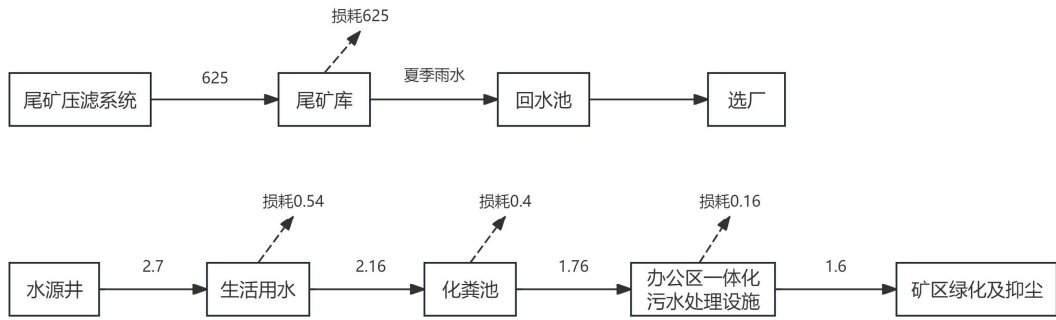 损耗625
625
夏季雨水
尾矿压滤系统
尾矿库
回水池
选厂
损耗0.54
损耗0.4
损耗0.16
2.7
2.16
1.76
1.6
水源井
生活用水
化粪池
办公区一体化
污水处理设施
矿区绿化及抑尘